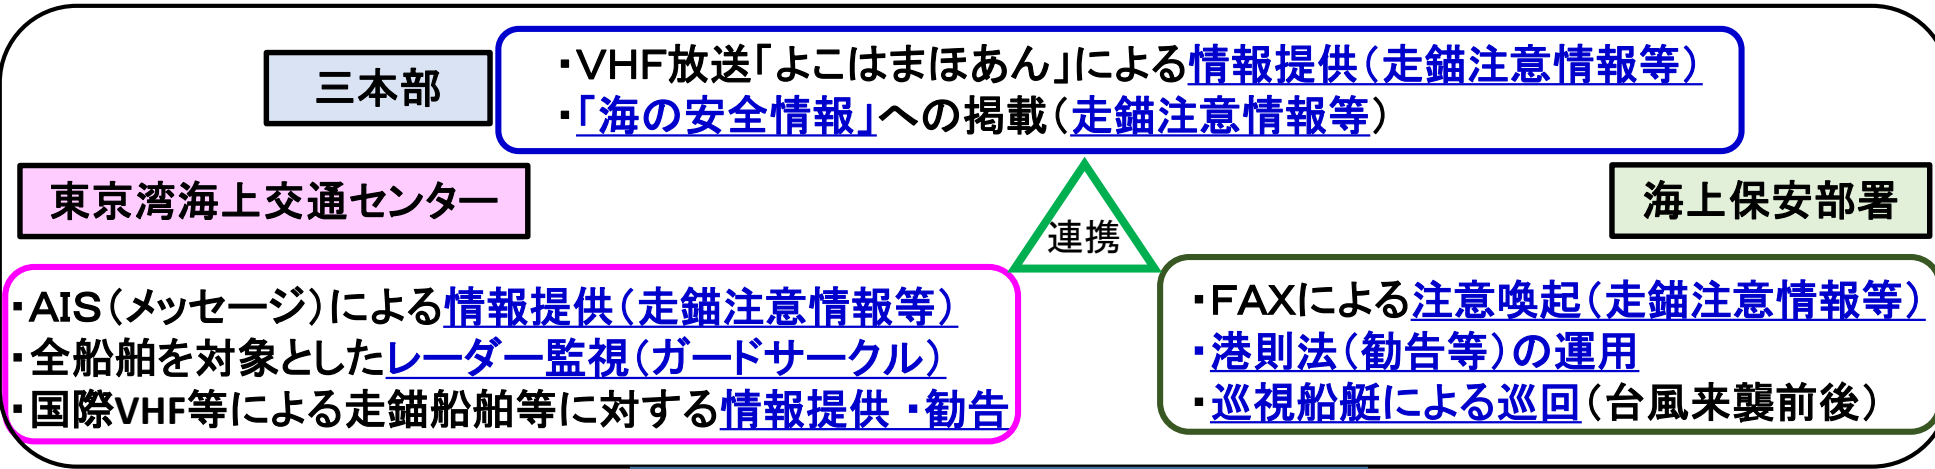 三本部
・VHF放送「よこはまほあん」による情報提供（走錨注意情報等）
・「海の安全情報」への掲載（走錨注意情報等）
東京湾海上交通センター
連携
海上保安部署
・AIS（メッセージ）による情報提供（走錨注意情報等）
・全船舶を対象としたレーダー監視（ガードサークル）
・国際VHF等による走錨船舶等に対する情報提供・勧告
・FAXによる注意喚起（走錨注意情報等）
・港則法（勧告等）の運用
・巡視船艇による巡回（台風来襲前後）